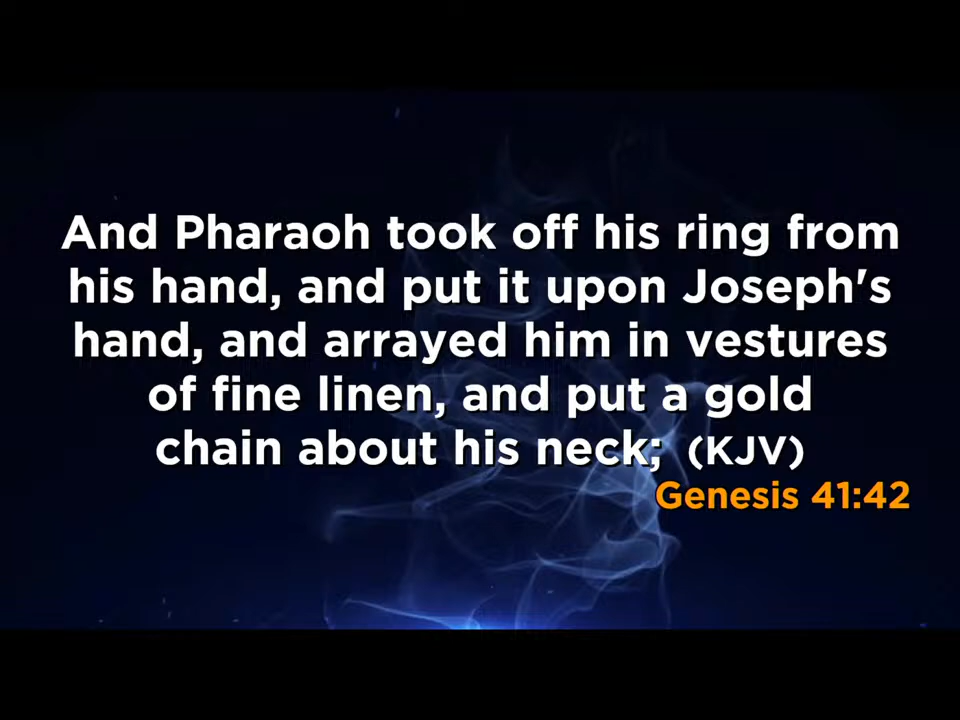 And Pharaoh took off his ring from
his hand, and put it upon Joseph's
hand, and arrayed him in vestures
of fine linen, and put a gold
chain about his neck; (KJV)
Genesis 41:42